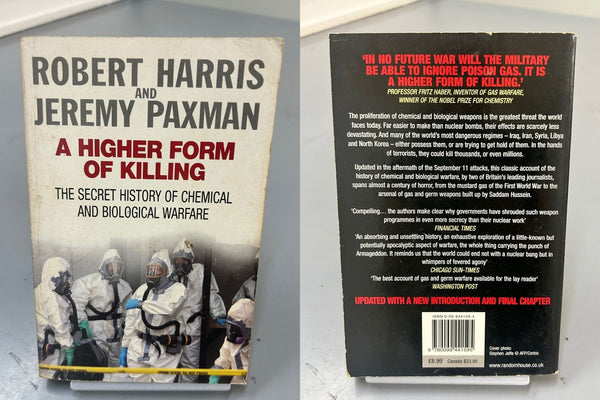 ROBERT HARRIS
AND
JEREMY PAXMAN
A HIGHER FORM
OF KILLING
THE SECRET HISTORY OF CHEMICAL
AND BIOLOGICAL WARFARE
'IN NO FUTURE WAR WILL THE MILITARY
BE ABLE TO IGNORE POISON GAS. IT IS
A HIGHER FORM OF KILLING.'
PROFESSOR FRITZ HABER, INVENTOR OF GAS WARFARE,
WINNER OF THE NOBEL PRIZE FOR CHEMISTRY
The proliferation of chemical and biological weapons is the greatest threat the world
faces today. Far easier to make than nuclear bombs, their effects are scarcely less
devastating. And many of the world's most dangerous regimes – Iraq, Iran, Syria, Libya
and North Korea – either possess them, or are trying to get hold of them. In the hands
of terrorists, they could kill thousands, or even millions.
Updated in the aftermath of the September 11 attacks, this classic account of the
history of chemical and biological warfare, by two of Britain's leading journalists,
spans almost a century of horror, from the mustard gas of the First World War to the
arsenal of gas and germ weapons built up by Saddam Hussein.
'Compelling... the authors make clear why governments have shrouded such weapon
programmes in even more secrecy than their nuclear work'
FINANCIAL TIMES
'An absorbing and unsettling history, an exhaustive exploration of a little-known but
potentially apocalyptic aspect of warfare, the whole thing carrying the punch of
Armageddon. It reminds us that the world could end not with a nuclear bang but in
whimpers of fevered agony'
CHICAGO SUN-TIMES
'The best account of gas and germ warfare available for the lay reader'
WASHINGTON POST
UPDATED WITH A NEW INTRODUCTION AND FINAL CHAPTER
ISBN 0-09-944159-4
9 780099 441595
£8.99 Canada $23.95
Cover photo:
Stephen Jaffe © AFP/Corbis
www.randomhouse.co.uk